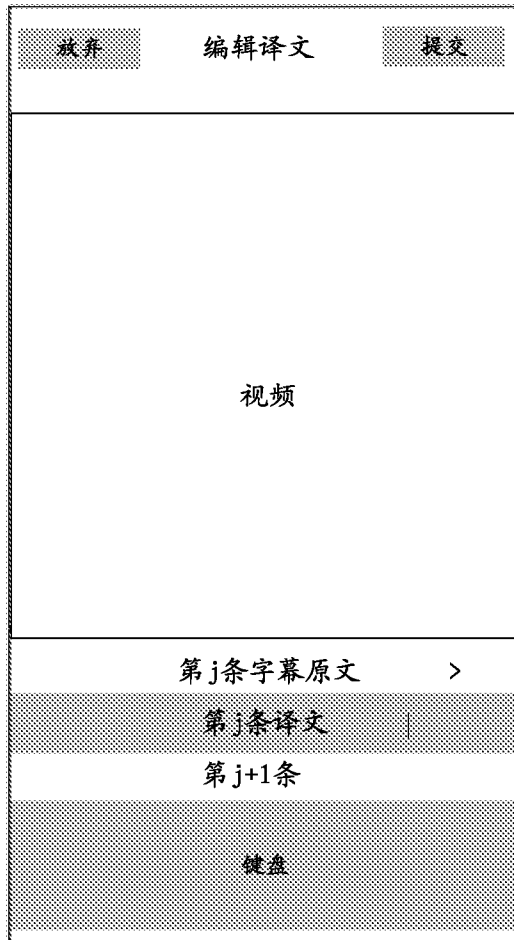 放弃 编辑译文 提交
视频
第j条字幕原文 >
第j条译文
第j+1条
键盘